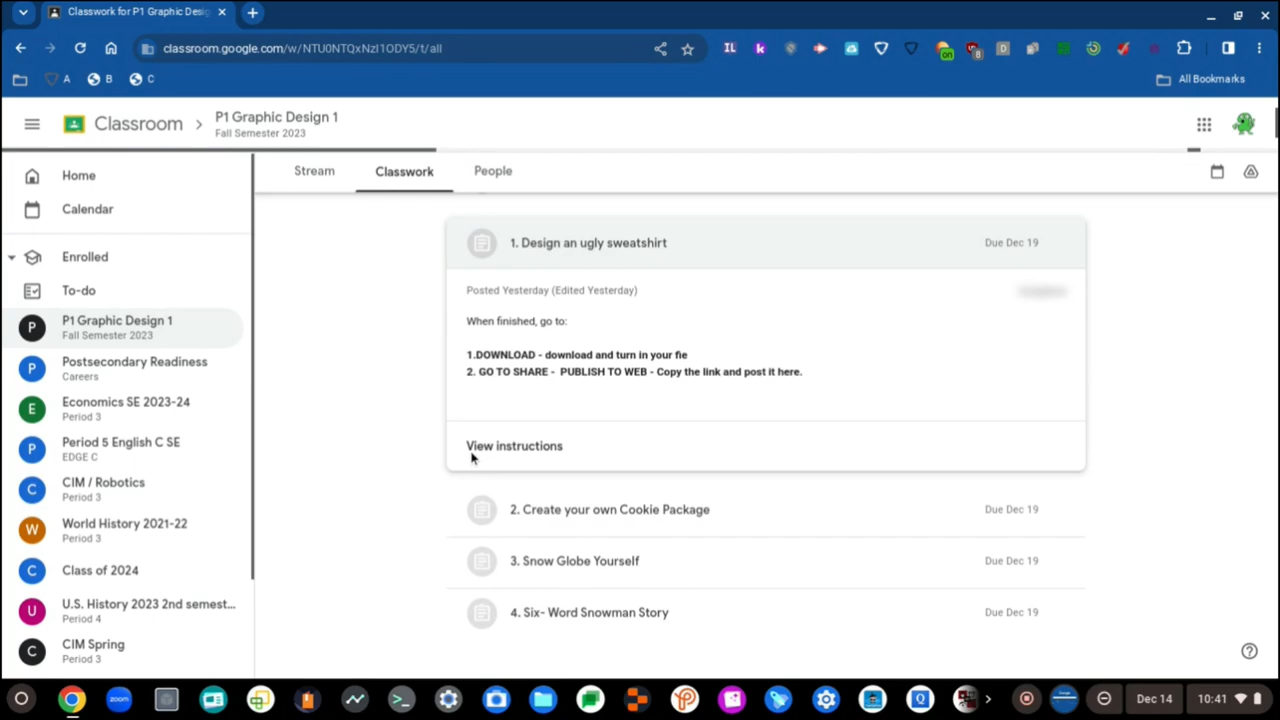 Classwork for P1 Graphic Desig
classroom.google.com/w/NTU0NTQxNzI1ODY5/t/all
IL
k
on
8
D
A
B
C
All Bookmarks
Classroom
P1 Graphic Design 1
Fall Semester 2023
Home
Calendar
Enrolled
To-do
P
P1 Graphic Design 1
Fall Semester 2023
P
Postsecondary Readiness
Careers
E
Economics SE 2023-24
Period 3
P
Period 5 English C SE
EDGE C
C
CIM / Robotics
Period 3
W
World History 2021-22
Period 3
C
Class of 2024
U
U.S. History 2023 2nd semest...
Period 4
C
CIM Spring
Period 3
Stream
Classwork
People
1. Design an ugly sweatshirt
Due Dec 19
Posted Yesterday (Edited Yesterday)
When finished, go to:
1.DOWNLOAD - download and turn in your fie
2. GO TO SHARE - PUBLISH TO WEB - Copy the link and post it here.
View instructions
2. Create your own Cookie Package
Due Dec 19
3. Snow Globe Yourself
Due Dec 19
4. Six- Word Snowman Story
Due Dec 19
zoom
Q
Dec 14
10:41